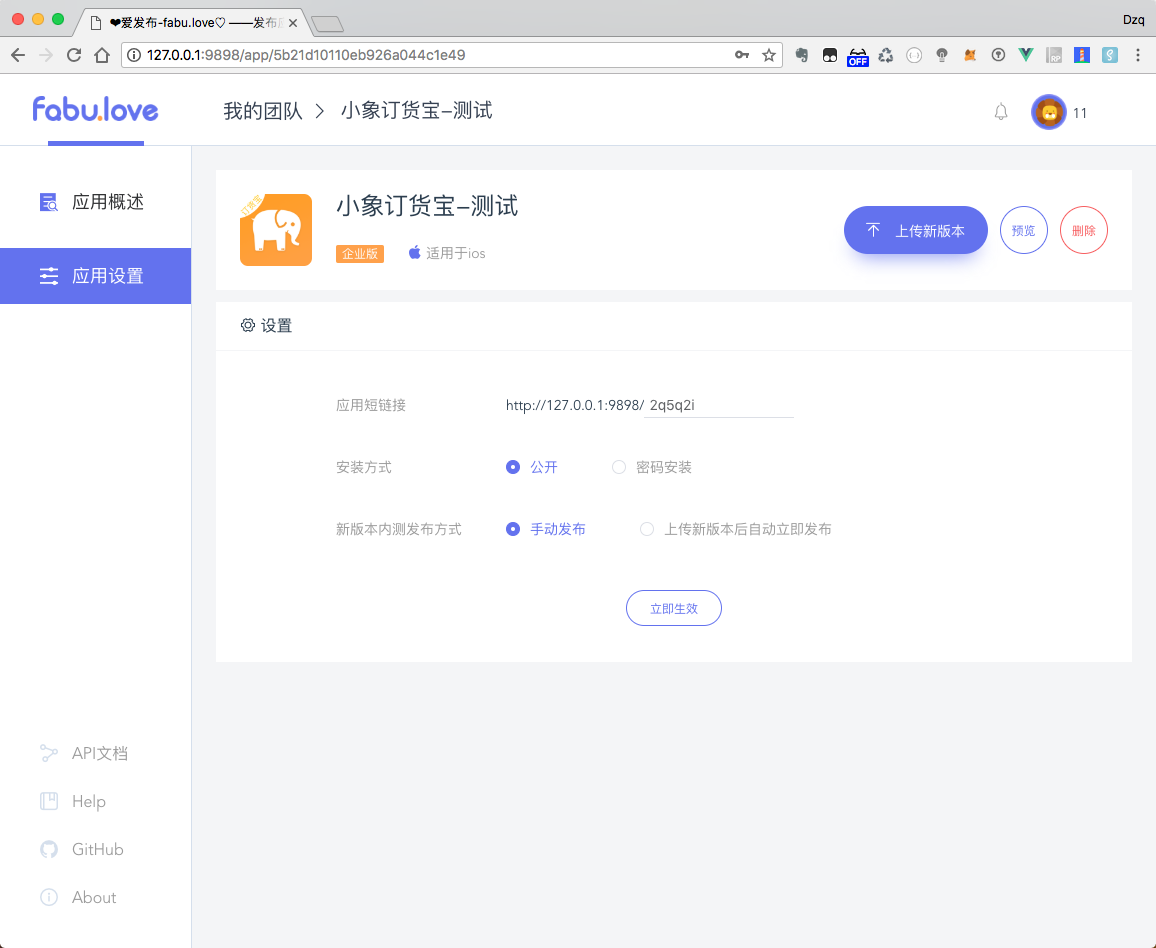 Dzq
❤爱发布-fabu.love♡ ——发布
127.0.0.1:9898/app/5b21d10110eb926a044c1e49
OFF
RP
fabu.love
我的团队 > 小象订货宝-测试
11
应用概述
应用设置
订货宝
小象订货宝-测试
企业版 适用于ios
上传新版本
预览
删除
设置
应用短链接 http://127.0.0.1:9898/ 2q5q2i
安装方式 公开 密码安装
新版本内测发布方式 手动发布 上传新版本后自动立即发布
立即生效
API文档
Help
GitHub
About